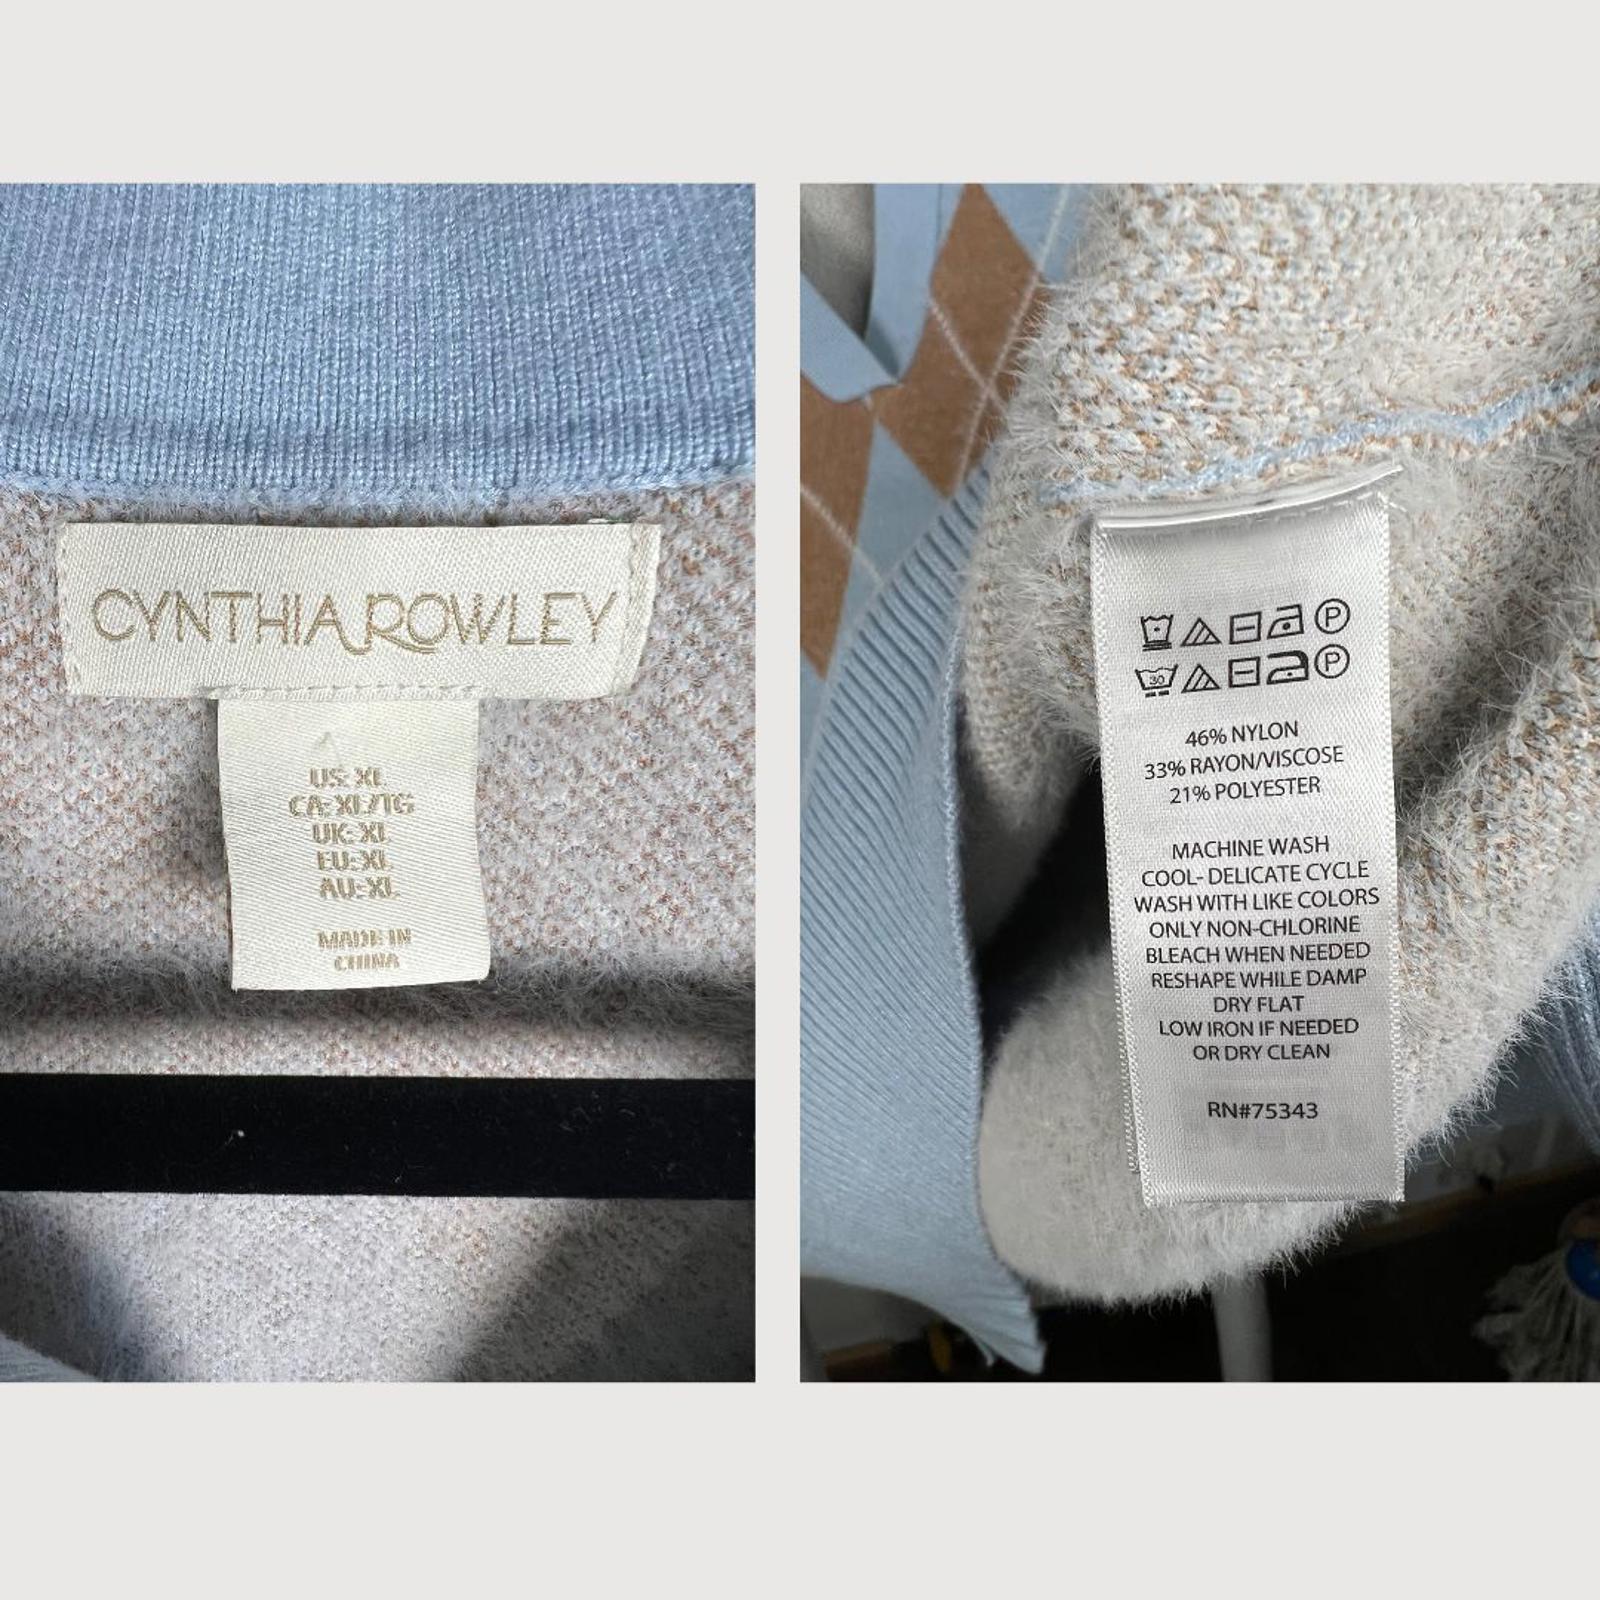 CYNTHIA ROWLEY
US: XL
CA: XL/TG
UK: XL
EU: XL
AU: XL
MADE IN
CHINA
P
30 P
46% NYLON
33% RAYON/VISCOSE
21% POLYESTER
MACHINE WASH
COOL- DELICATE CYCLE
WASH WITH LIKE COLORS
ONLY NON-CHLORINE
BLEACH WHEN NEEDED
RESHAPE WHILE DAMP
DRY FLAT
LOW IRON IF NEEDED
OR DRY CLEAN
RN#75343